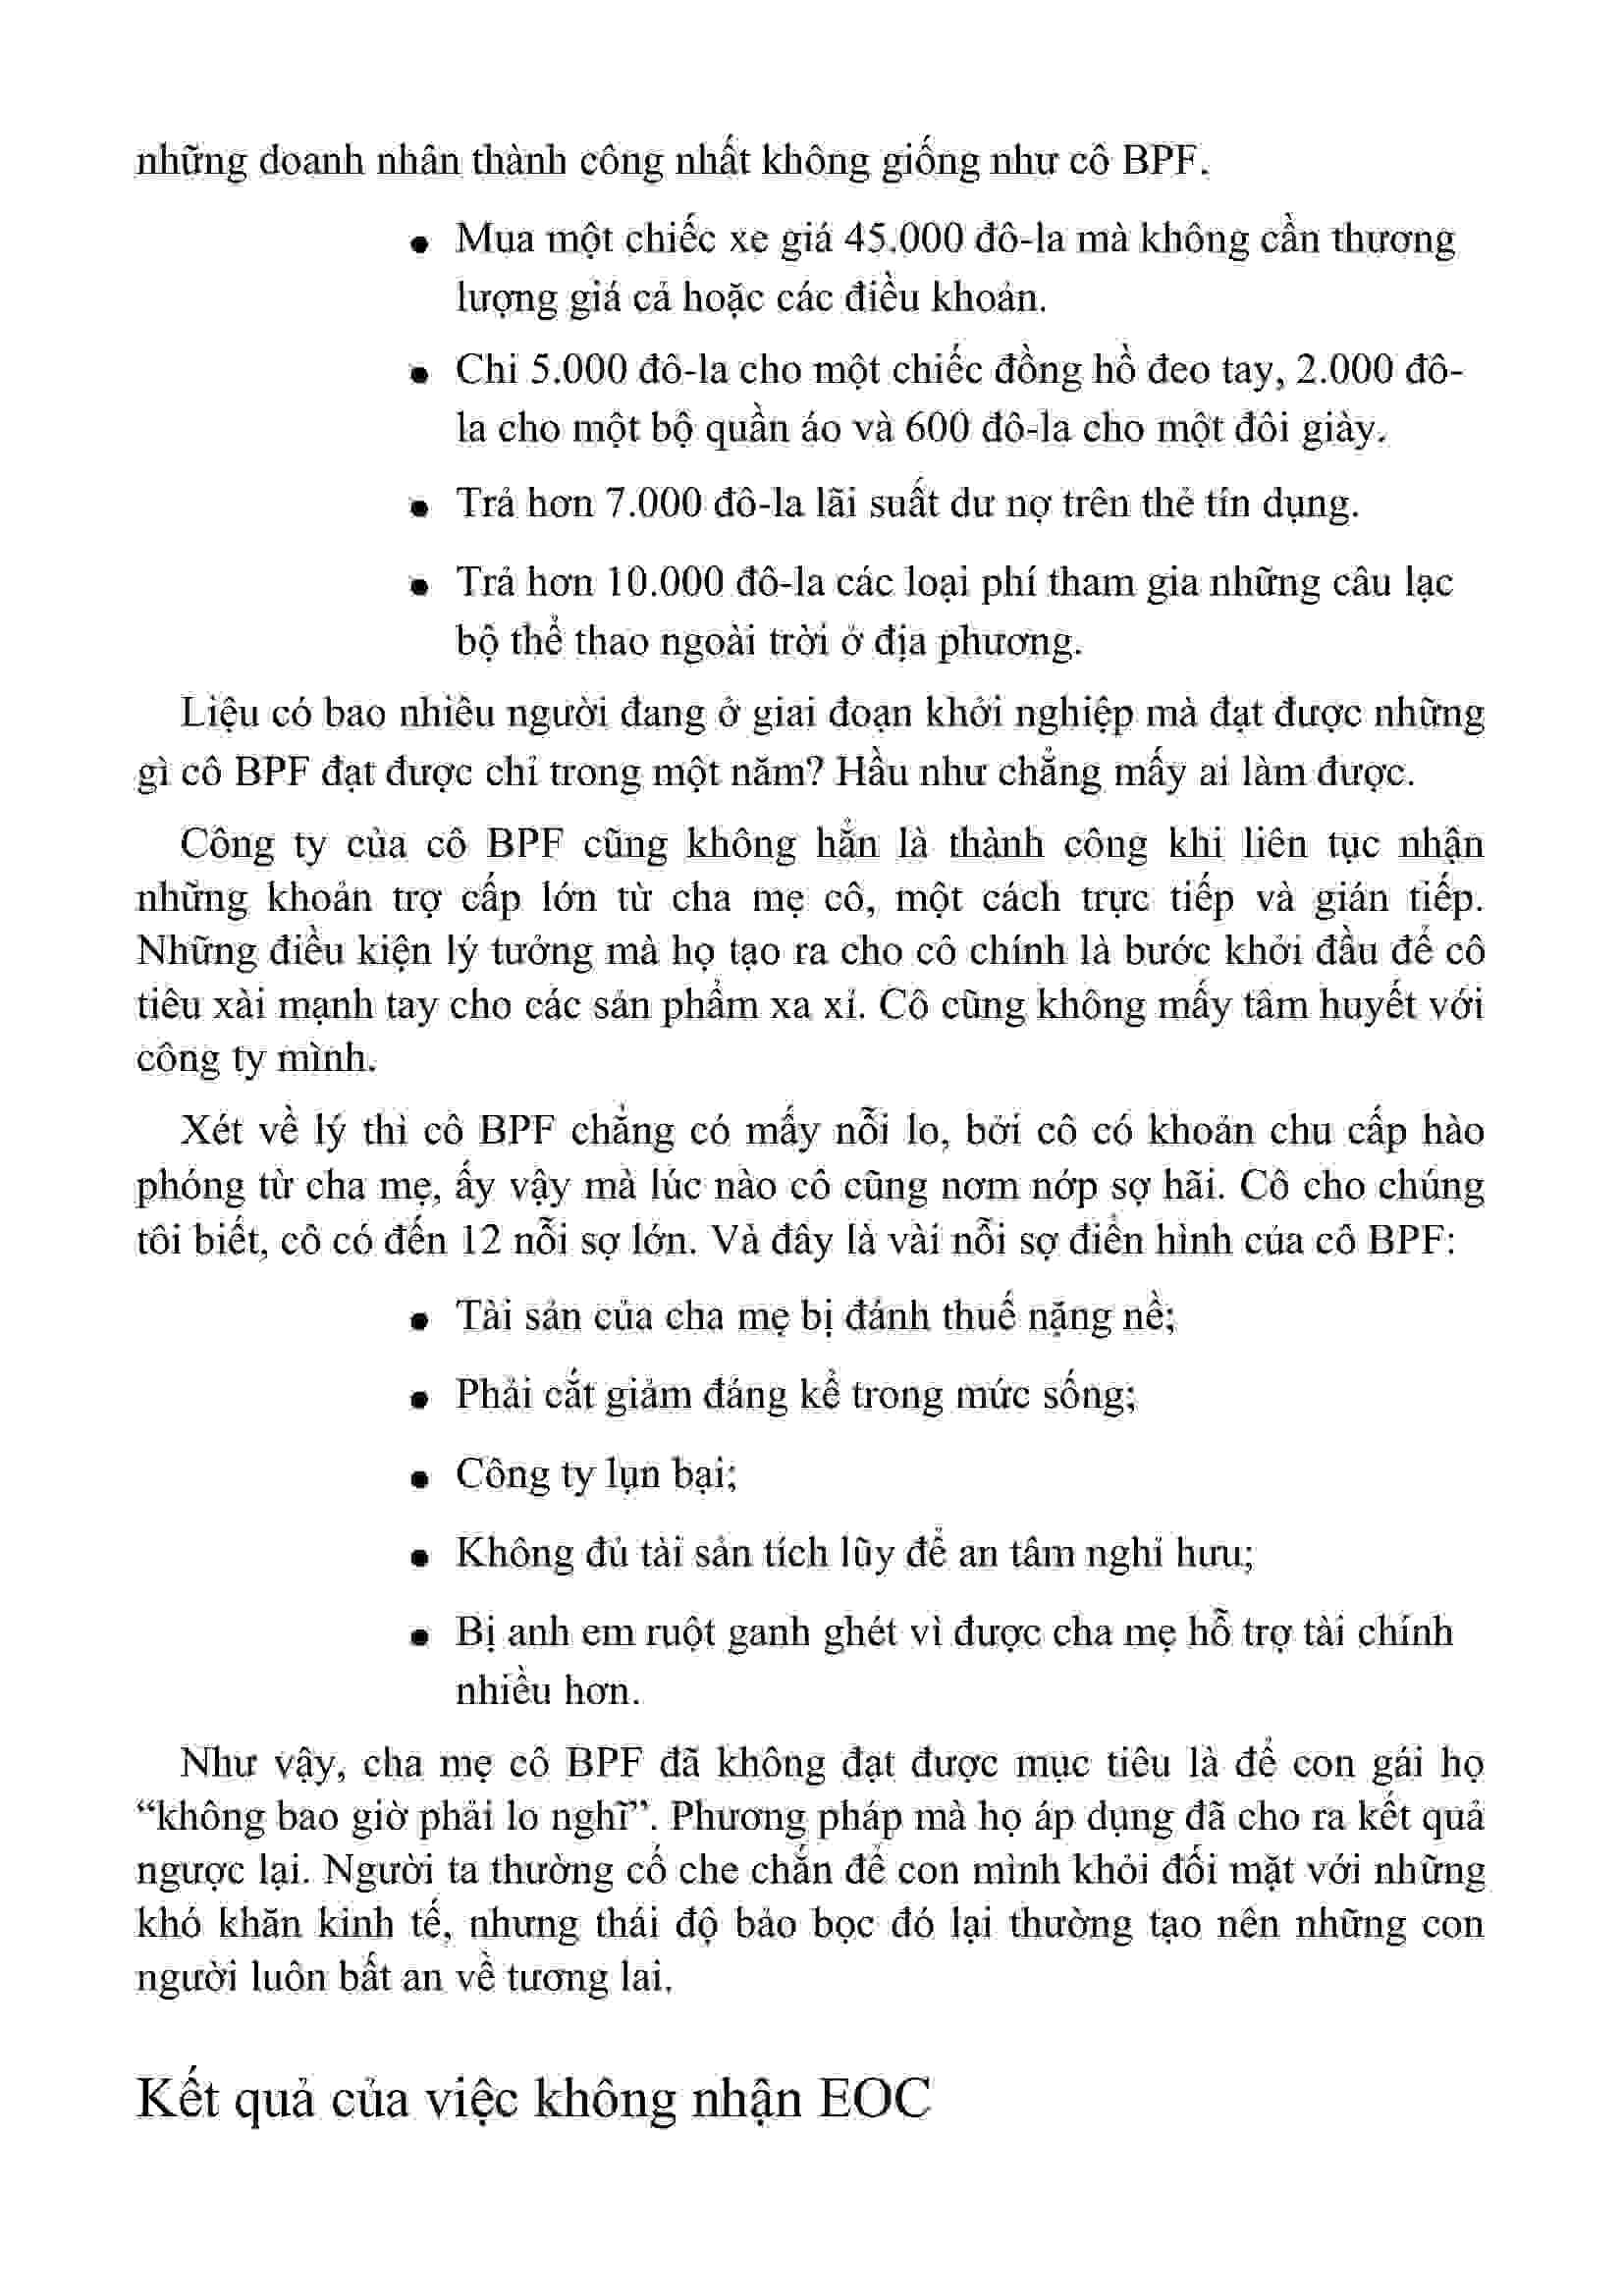 những doanh nhân thành công nhất không giống như cô BPF.
● Mua một chiếc xe giá 45.000 đô-la mà không cần thương
lượng giá cả hoặc các điều khoản.
● Chi 5.000 đô-la cho một chiếc đồng hồ đeo tay, 2.000 đô-
la cho một bộ quần áo và 600 đô-la cho một đôi giày.
● Trả hơn 7.000 đô-la lãi suất dư nợ trên thẻ tín dụng.
● Trả hơn 10.000 đô-la các loại phí tham gia những câu lạc
bộ thể thao ngoài trời ở địa phương.
Liệu có bao nhiêu người đang ở giai đoạn khởi nghiệp mà đạt được những
gì cô BPF đạt được chỉ trong một năm? Hầu như chẳng mấy ai làm được.
Công ty của cô BPF cũng không hẳn là thành công khi liên tục nhận
những khoản trợ cấp lớn từ cha mẹ cô, một cách trực tiếp và gián tiếp.
Những điều kiện lý tưởng mà họ tạo ra cho cô chính là bước khởi đầu để cô
tiêu xài mạnh tay cho các sản phẩm xa xỉ. Cô cũng không mấy tâm huyết với
công ty mình.
Xét về lý thì cô BPF chẳng có mấy nỗi lo, bởi cô có khoản chu cấp hào
phóng từ cha mẹ, ấy vậy mà lúc nào cô cũng nơm nớp sợ hãi. Cô cho chúng
tôi biết, cô có đến 12 nỗi sợ lớn. Và đây là vài nỗi sợ điển hình của cô BPF:
● Tài sản của cha mẹ bị đánh thuế nặng nề;
● Phải cắt giảm đáng kể trong mức sống;
● Công ty lụn bại;
● Không đủ tài sản tích lũy để an tâm nghỉ hưu;
● Bị anh em ruột ganh ghét vì được cha mẹ hỗ trợ tài chính
nhiều hơn.
Như vậy, cha mẹ cô BPF đã không đạt được mục tiêu là để con gái họ
“không bao giờ phải lo nghĩ”. Phương pháp mà họ áp dụng đã cho ra kết quả
ngược lại. Người ta thường cố che chắn để con mình khỏi đối mặt với những
khó khăn kinh tế, nhưng thái độ bảo bọc đó lại thường tạo nên những con
người luôn bất an về tương lai.
Kết quả của việc không nhận EOC